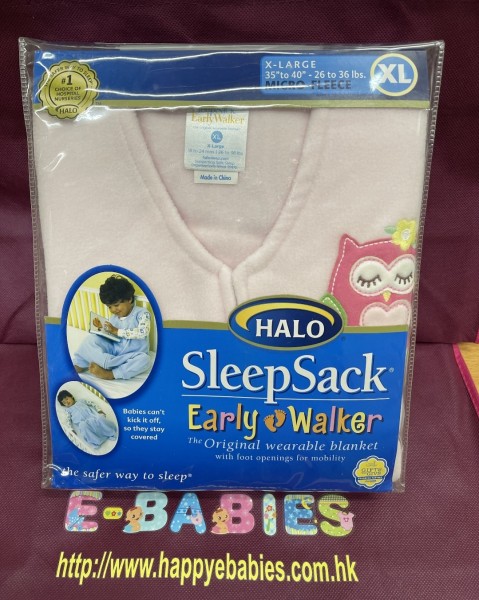 X-LARGE
35" to 40" - 26 to 36 lbs.
MICRO-FLEECE
XL
#1
CHOICE OF
HOSPITAL
NURSERIES
HALO
EarlyWalker
XL
X-Large
Made in China
HALO
SleepSack®
Early Walker
The Original wearable blanket
with foot openings for mobility
Babies can't
kick it off,
so they stay
covered
the safer way to sleep®
E-BABIES
http://www.happyebabies.com.hk